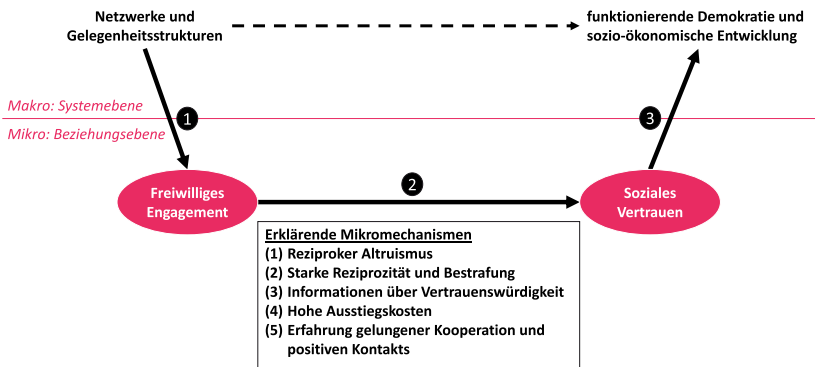 Netzwerke und
Gelegenheitsstrukturen
funktionierende Demokratie und
sozio-ökonomische Entwicklung
Makro: Systemebene
1
3
Mikro: Beziehungsebene
2
Freiwilliges
Engagement
Soziales
Vertrauen
Erklärende Mikromechanismen
(1) Reziproker Altruismus
(2) Starke Reziprozität und Bestrafung
(3) Informationen über Vertrauenswürdigkeit
(4) Hohe Ausstiegskosten
(5) Erfahrung gelungener Kooperation und
positiven Kontakts